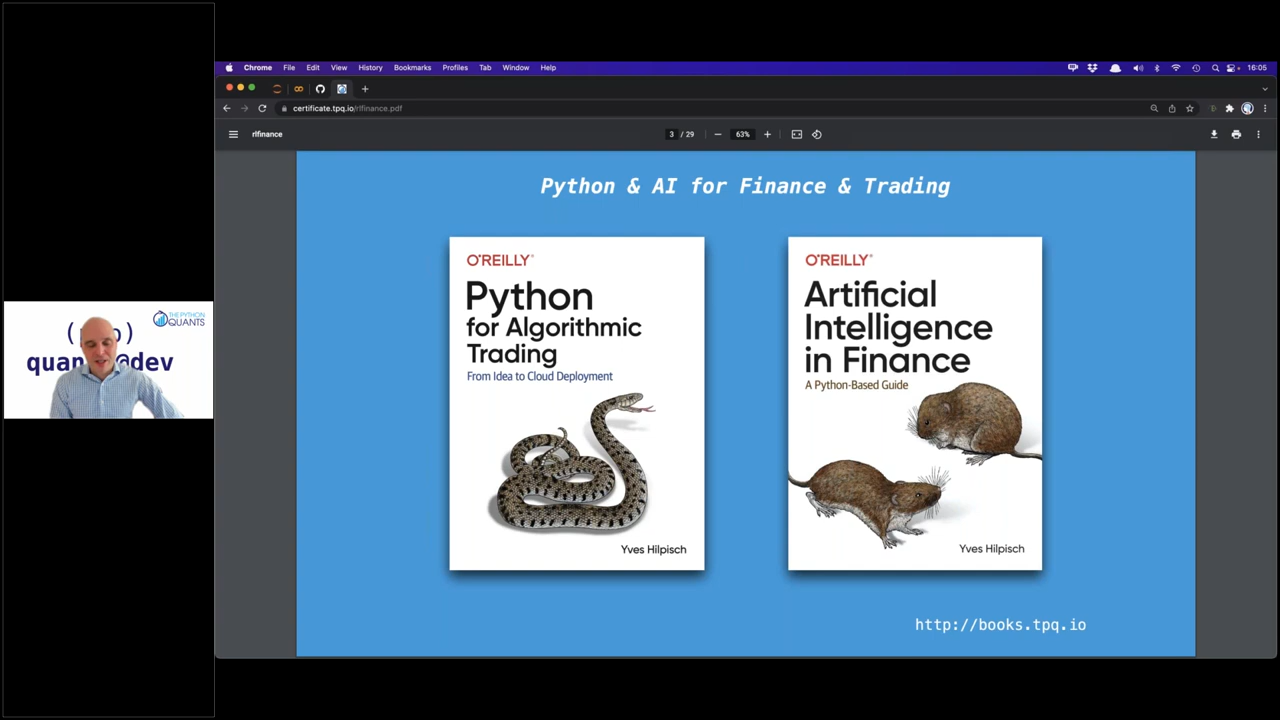 Chrome File Edit View History Bookmarks Profiles Tab Window Help 16:05
certificate.tpq.io/rlfinance.pdf
rlfinance 3 / 29 63%
Python & AI for Finance & Trading
O'REILLY®
Python
for Algorithmic
Trading
From Idea to Cloud Deployment
Yves Hilpisch
O'REILLY®
Artificial
Intelligence
in Finance
A Python-Based Guide
Yves Hilpisch
http://books.tpq.io
THE PYTHON
QUANTS